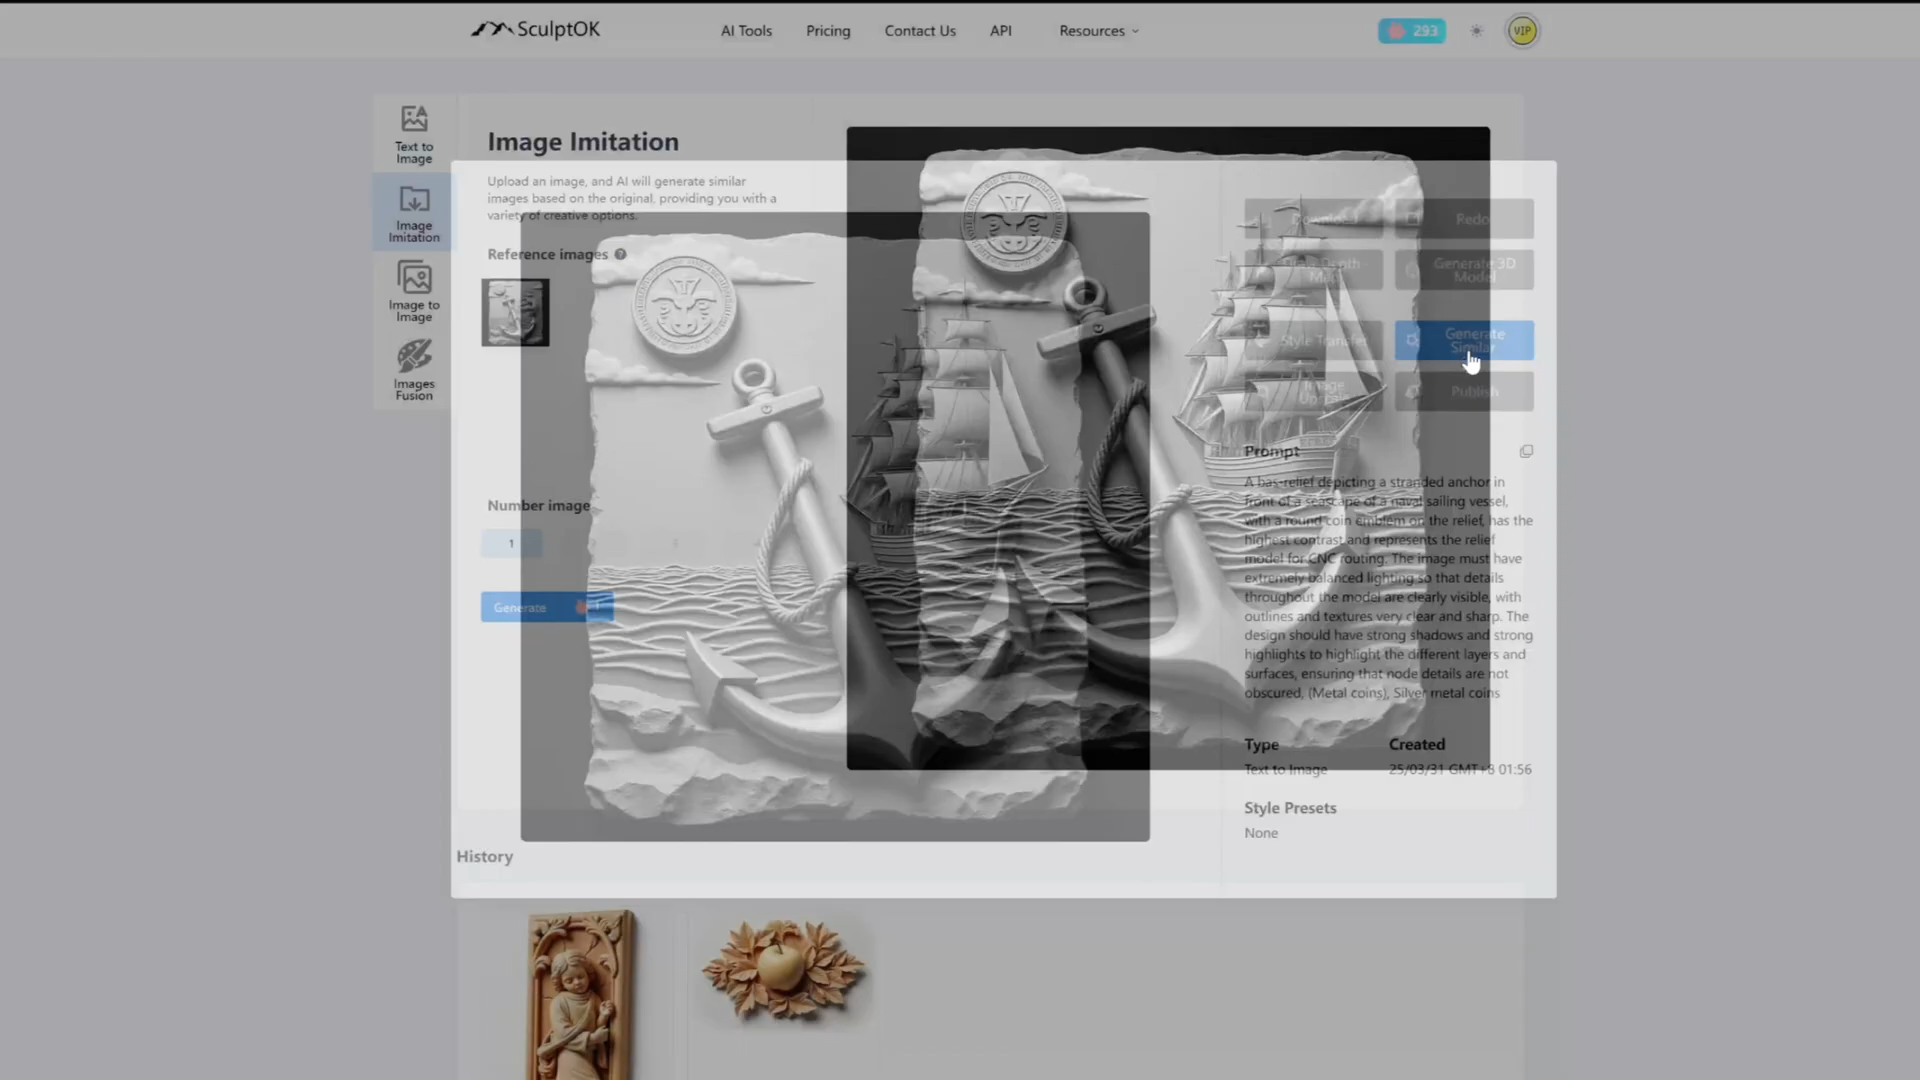 SculptOK
AI Tools
Pricing
Contact Us
API
Resources
293
VIP
Text to
Image
Image
Imitation
Image to
Image
Images
Fusion
Image Imitation
Upload an image, and AI will generate similar
images based on the original, providing you with a
variety of creative options.
Reference images
Number image
1
Generate
1
Download
Redo
Generate 3D
Model
Style Transfer
Generate
Similar
Image
Upscale
Publish
Prompt
A bas-relief depicting a stranded anchor in
front of a seascape of a naval sailing vessel,
with a round coin emblem on the relief, has the
highest contrast and represents the relief
model for CNC routing. The image must have
extremely balanced lighting so that details
throughout the model are clearly visible, with
outlines and textures very clear and sharp. The
design should have strong shadows and strong
highlights to highlight the different layers and
surfaces, ensuring that node details are not
obscured, (Metal coins), Silver metal coins
Type
Created
Text to Image
25/03/31 GMT+8 01:56
Style Presets
None
History